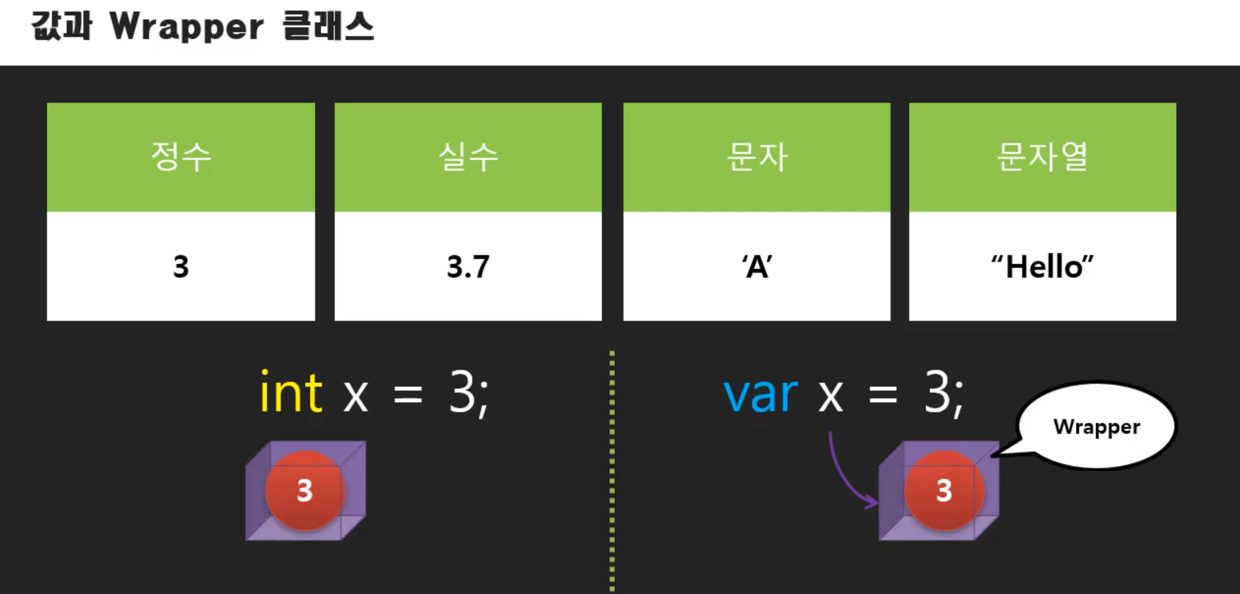 값과 Wrapper 클래스
정수
실수
문자
문자열
3
3.7
‘A’
“Hello”
int x = 3;
var x = 3;
Wrapper
3
3